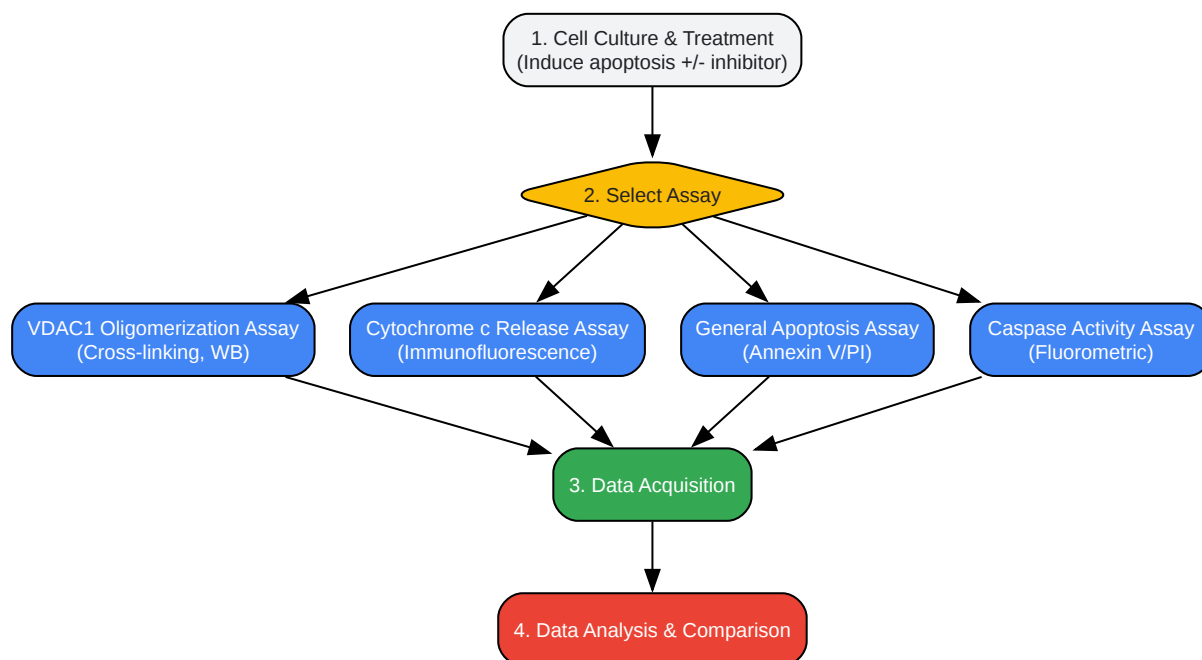 1. Cell Culture & Treatment
(Induce apoptosis +/- inhibitor)
2. Select Assay
VDAC1 Oligomerization Assay
(Cross-linking, WB)
Cytochrome c Release Assay
(Immunofluorescence)
General Apoptosis Assay
(Annexin V/PI)
Caspase Activity Assay
(Fluorometric)
3. Data Acquisition
4. Data Analysis & Comparison